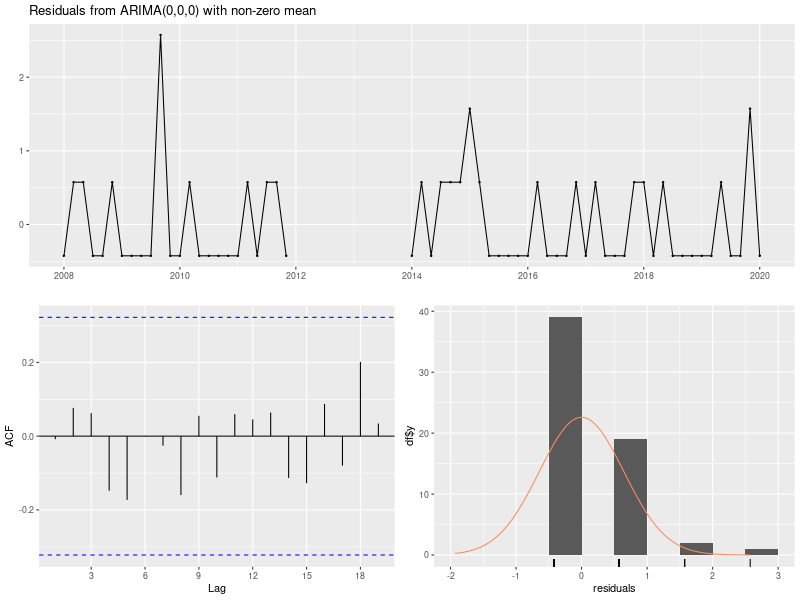 Residuals from ARIMA(0,0,0) with non-zero mean
2
1
0
2008 2010 2012 2014 2016 2018 2020
0.2
0.0
-0.2
ACF
3 6 9 12 15 18
Lag
40
30
20
10
0
df$y
-2 -1 0 1 2 3
residuals